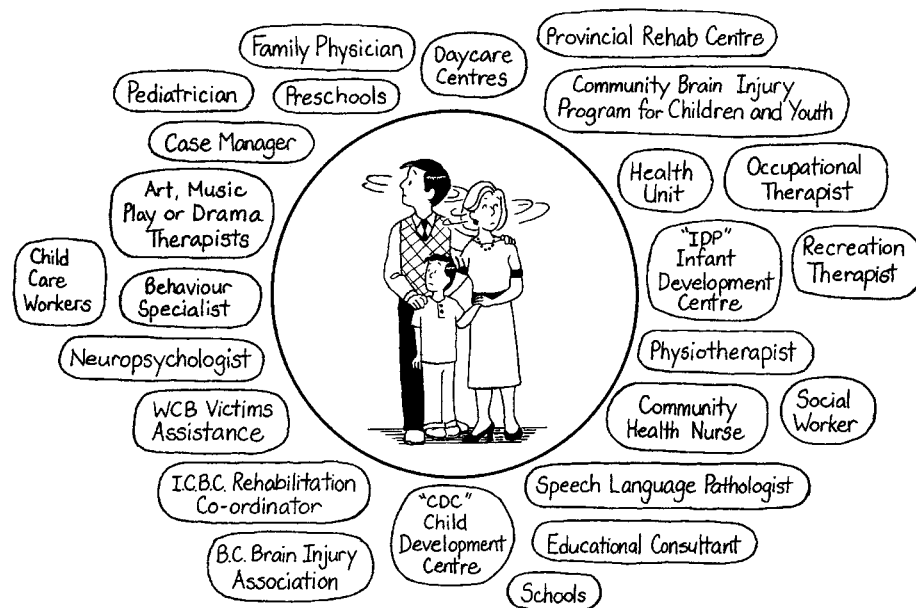 Family Physician
Daycare
Centres
Provincial Rehab Centre
Pediatrician
Preschools
Community Brain Injury
Program for Children and Youth
Case Manager
Health
Unit
Occupational
Therapist
Art, Music
Play or Drama
Therapists
"IDP"
Infant
Development
Centre
Recreation
Therapist
Child
Care
Workers
Behaviour
Specialist
Neuropsychologist
Physiotherapist
WCB Victims
Assistance
Community
Health Nurse
Social
Worker
I.C.B.C. Rehabilitation
Co-ordinator
"CDC"
Child
Development
Centre
Speech Language Pathologist
B.C. Brain Injury
Association
Educational Consultant
Schools